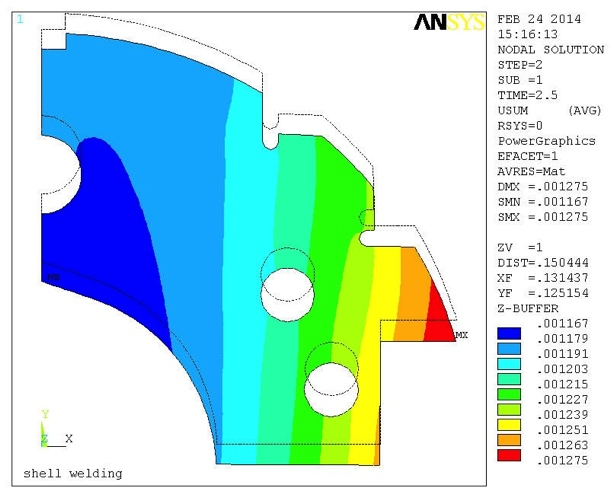 1
ANSYS
FEB 24 2014
15:16:13
NODAL SOLUTION
STEP=2
SUB =1
TIME=2.5
USUM (AVG)
RSYS=0
PowerGraphics
EFACET=1
AVRES=Mat
DMX =.001275
SMN =.001167
SMX =.001275
ZV =1
DIST=.150444
XF =.131437
YF =.125154
Z-BUFFER
.001167
.001179
.001191
.001203
.001215
.001227
.001239
.001251
.001263
.001275
MN
MX
Y
Z X
shell welding